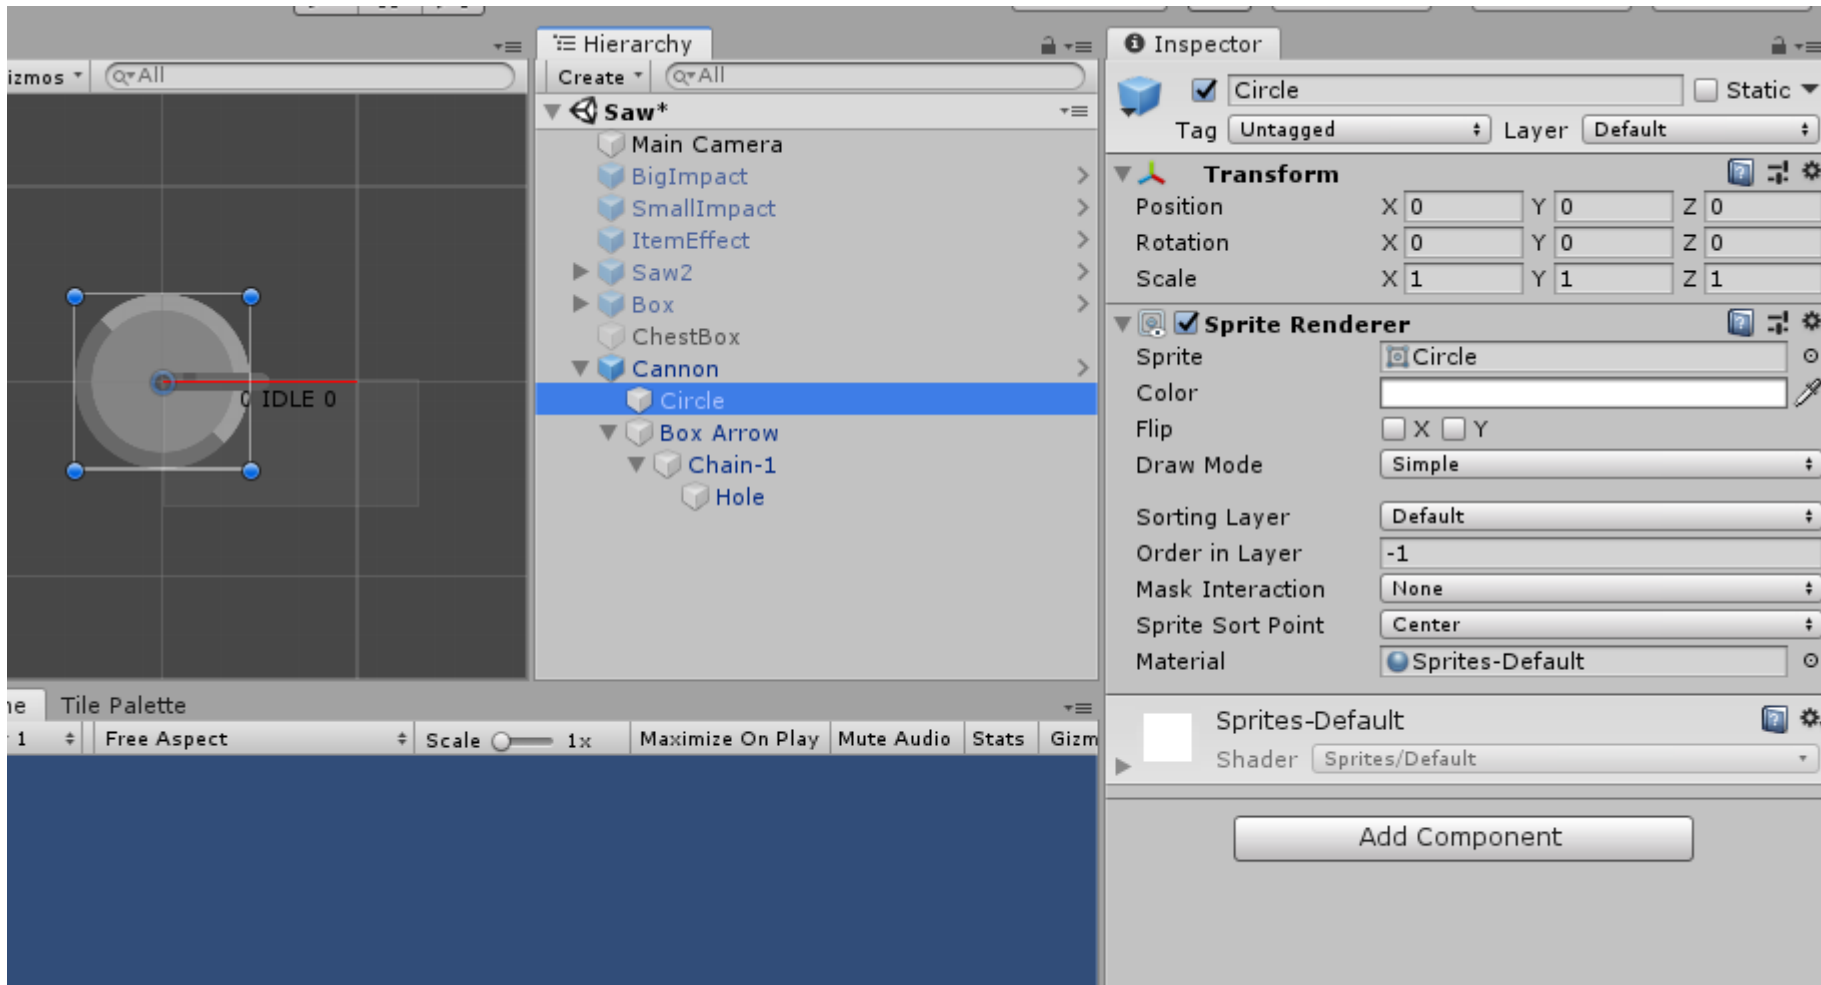 Hierarchy
Inspector
izmos
All
Create
All
Circle
Static
Saw*
Tag
Untagged
Layer
Default
Main Camera
BigImpact
SmallImpact
ItemEffect
Saw2
Box
ChestBox
Cannon
Circle
Box Arrow
Chain-1
Hole
0 IDLE 0
Transform
Position X 0 Y 0 Z 0
Rotation X 0 Y 0 Z 0
Scale X 1 Y 1 Z 1
Sprite Renderer
Sprite Circle
Color
Flip X Y
Draw Mode Simple
Sorting Layer Default
Order in Layer -1
Mask Interaction None
Sprite Sort Point Center
Material Sprites-Default
Sprites-Default
Shader Sprites/Default
Add Component
ne Tile Palette
1 Free Aspect Scale 1x Maximize On Play Mute Audio Stats Gizm